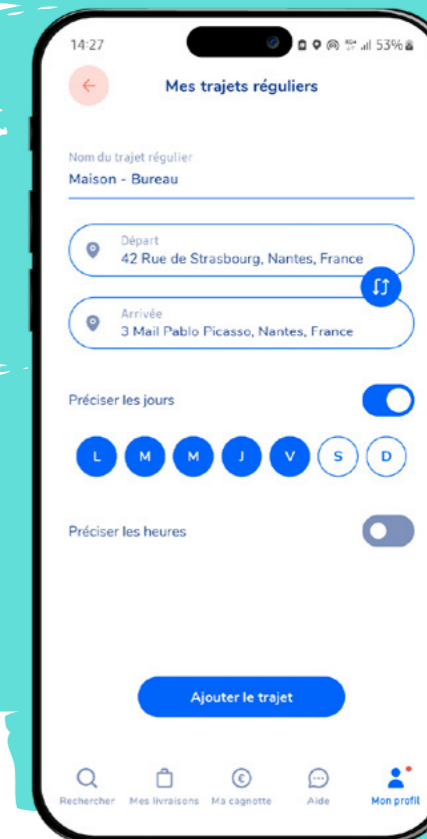 14:27
53%
Mes trajets réguliers
Nom du trajet régulier
Maison - Bureau
Départ
42 Rue de Strasbourg, Nantes, France
Arrivée
3 Mail Pablo Picasso, Nantes, France
Préciser les jours
L M M J V S D
Préciser les heures
Ajouter le trajet
Rechercher Mes livraisons Ma cagnotte Aide Mon profil